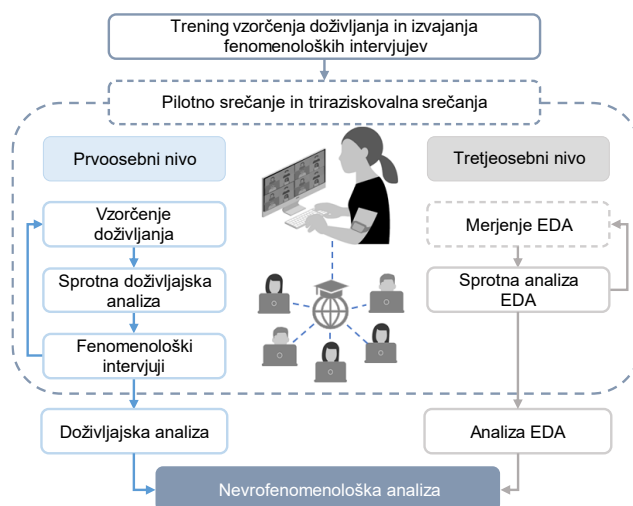 Trening vzorčenja doživljanja in izvajanja
fenomenoloških intervjujev
Pilotno srečanje in triraziskovalna srečanja
Prvoosebni nivo
Tretjeosebni nivo
Vzorčenje
doživljanja
Merjenje EDA
Sprotna doživljajska
analiza
Sprotna analiza
EDA
Fenomenološki
intervjuji
Doživljajska analiza
Analiza EDA
Nevrofenomenološka analiza